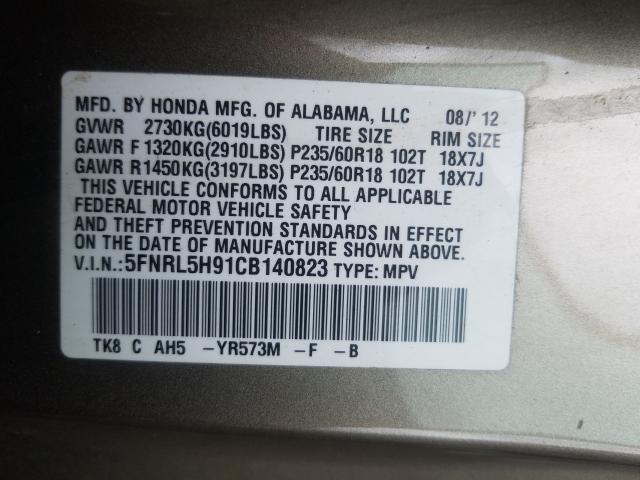 MFD. BY HONDA MFG. OF ALABAMA, LLC 08/' 12
GVWR 2730KG(6019LBS) TIRE SIZE RIM SIZE
GAWR F 1320KG(2910LBS) P235/60R18 102T 18X7J
GAWR R1450KG(3197LBS) P235/60R18 102T 18X7J
THIS VEHICLE CONFORMS TO ALL APPLICABLE
FEDERAL MOTOR VEHICLE SAFETY
AND THEFT PREVENTION STANDARDS IN EFFECT
ON THE DATE OF MANUFACTURE SHOWN ABOVE.
V.I.N.:5FNRL5H91CB140823 TYPE: MPV
TK8 C AH5 -YR573M -F -B